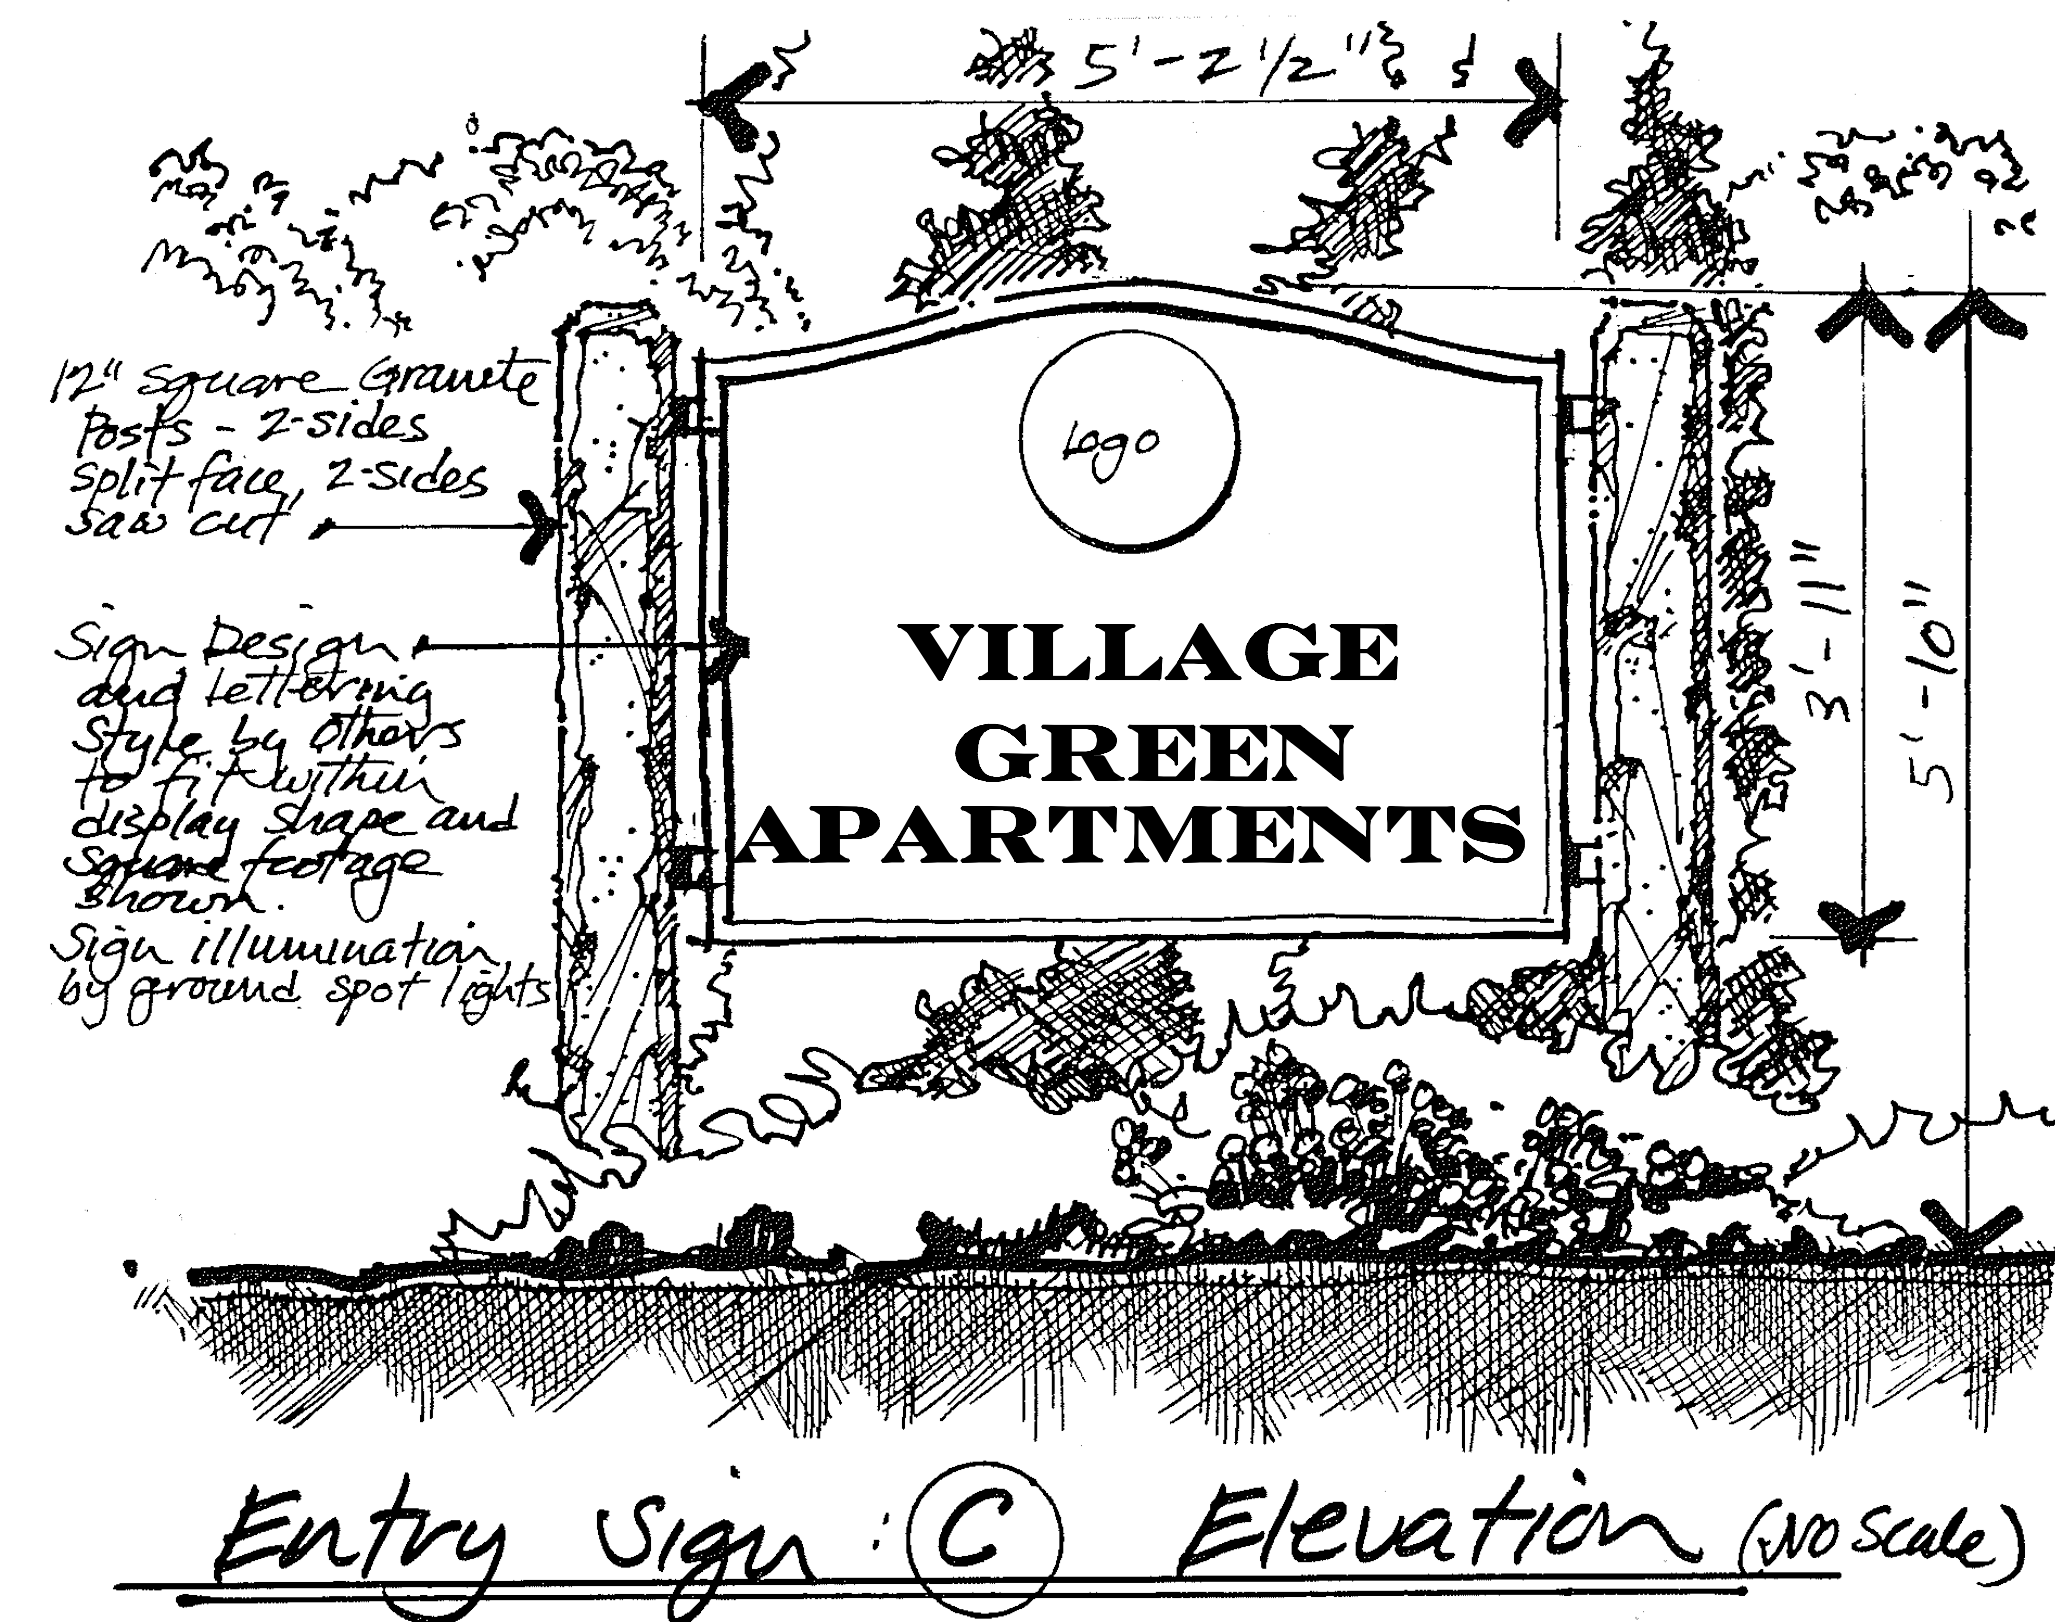 5'-2 1/2"
12" square Granite
Posts - 2-sides
split face, 2-sides
saw cut
Sign Design
and lettering
style by others
to fit within
display shape and
square footage
shown.
Sign illumination
by ground spot lights
Logo
VILLAGE
GREEN
APARTMENTS
3'-11"
5'-10"
Entry Sign : C Elevation (No Scale)